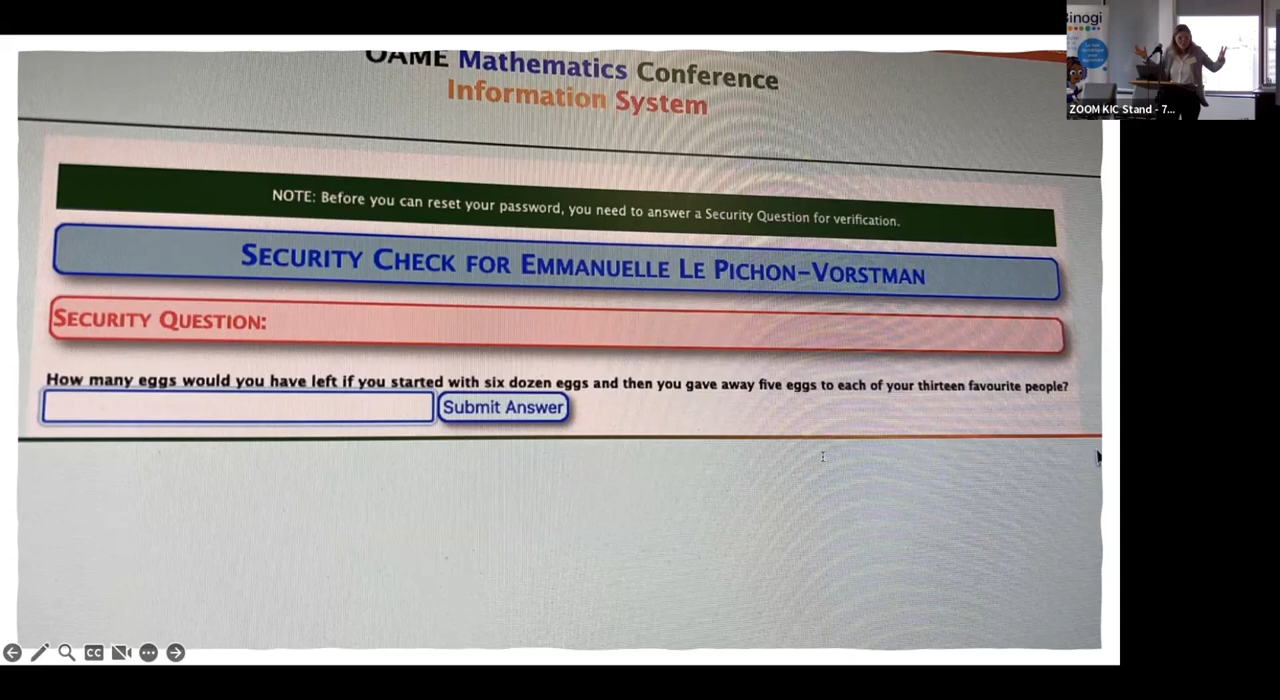 OAME Mathematics Conference
Information System
NOTE: Before you can reset your password, you need to answer a Security Question for verification.
SECURITY CHECK FOR EMMANUELLE LE PICHON-VORSTMAN
SECURITY QUESTION:
How many eggs would you have left if you started with six dozen eggs and then you gave away five eggs to each of your thirteen favourite people?
Submit Answer
Binogi
ZOOM KIC Stand - 7...
CC